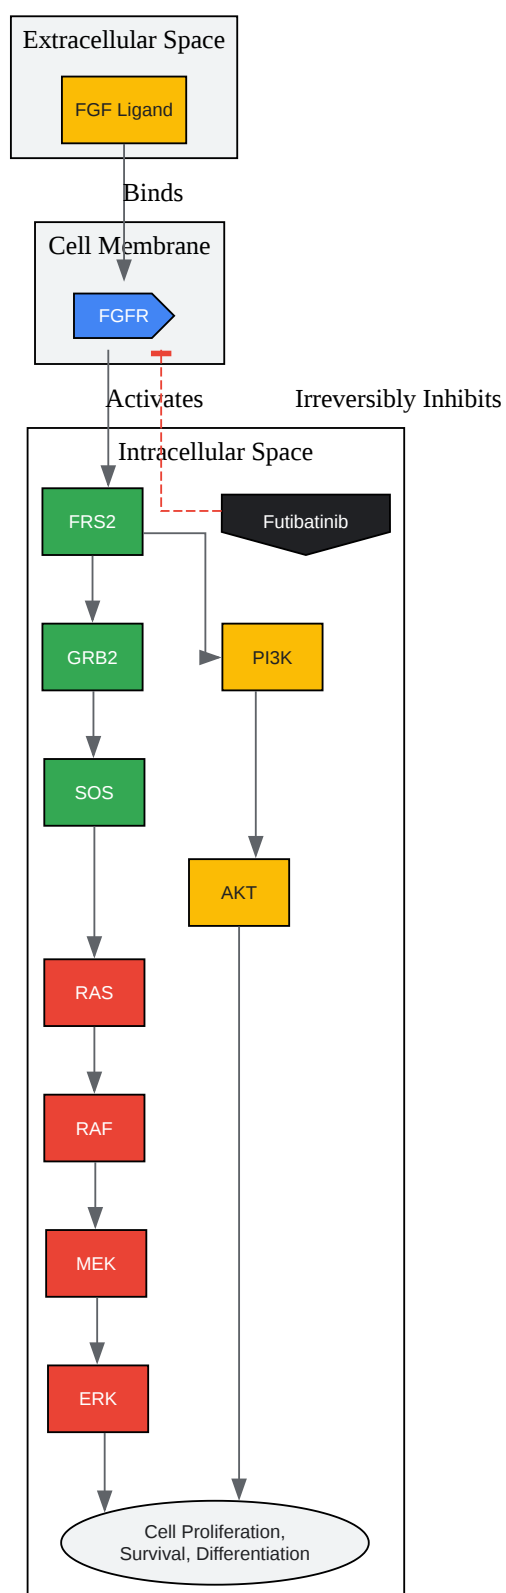 Extracellular Space
FGF Ligand
Binds
Cell Membrane
FGFR
Activates
Irreversibly Inhibits
Intracellular Space
FRS2
Futibatinib
GRB2
PI3K
SOS
AKT
RAS
RAF
MEK
ERK
Cell Proliferation,
Survival, Differentiation